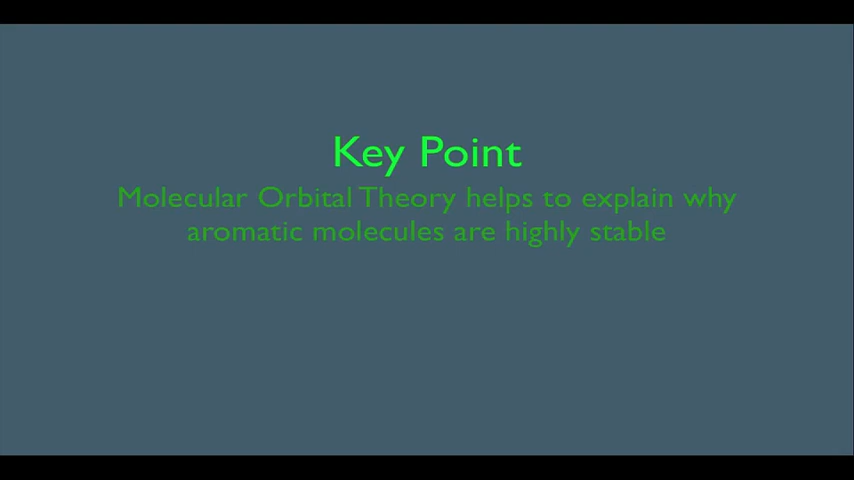 Key Point
Molecular Orbital Theory helps to explain why
aromatic molecules are highly stable